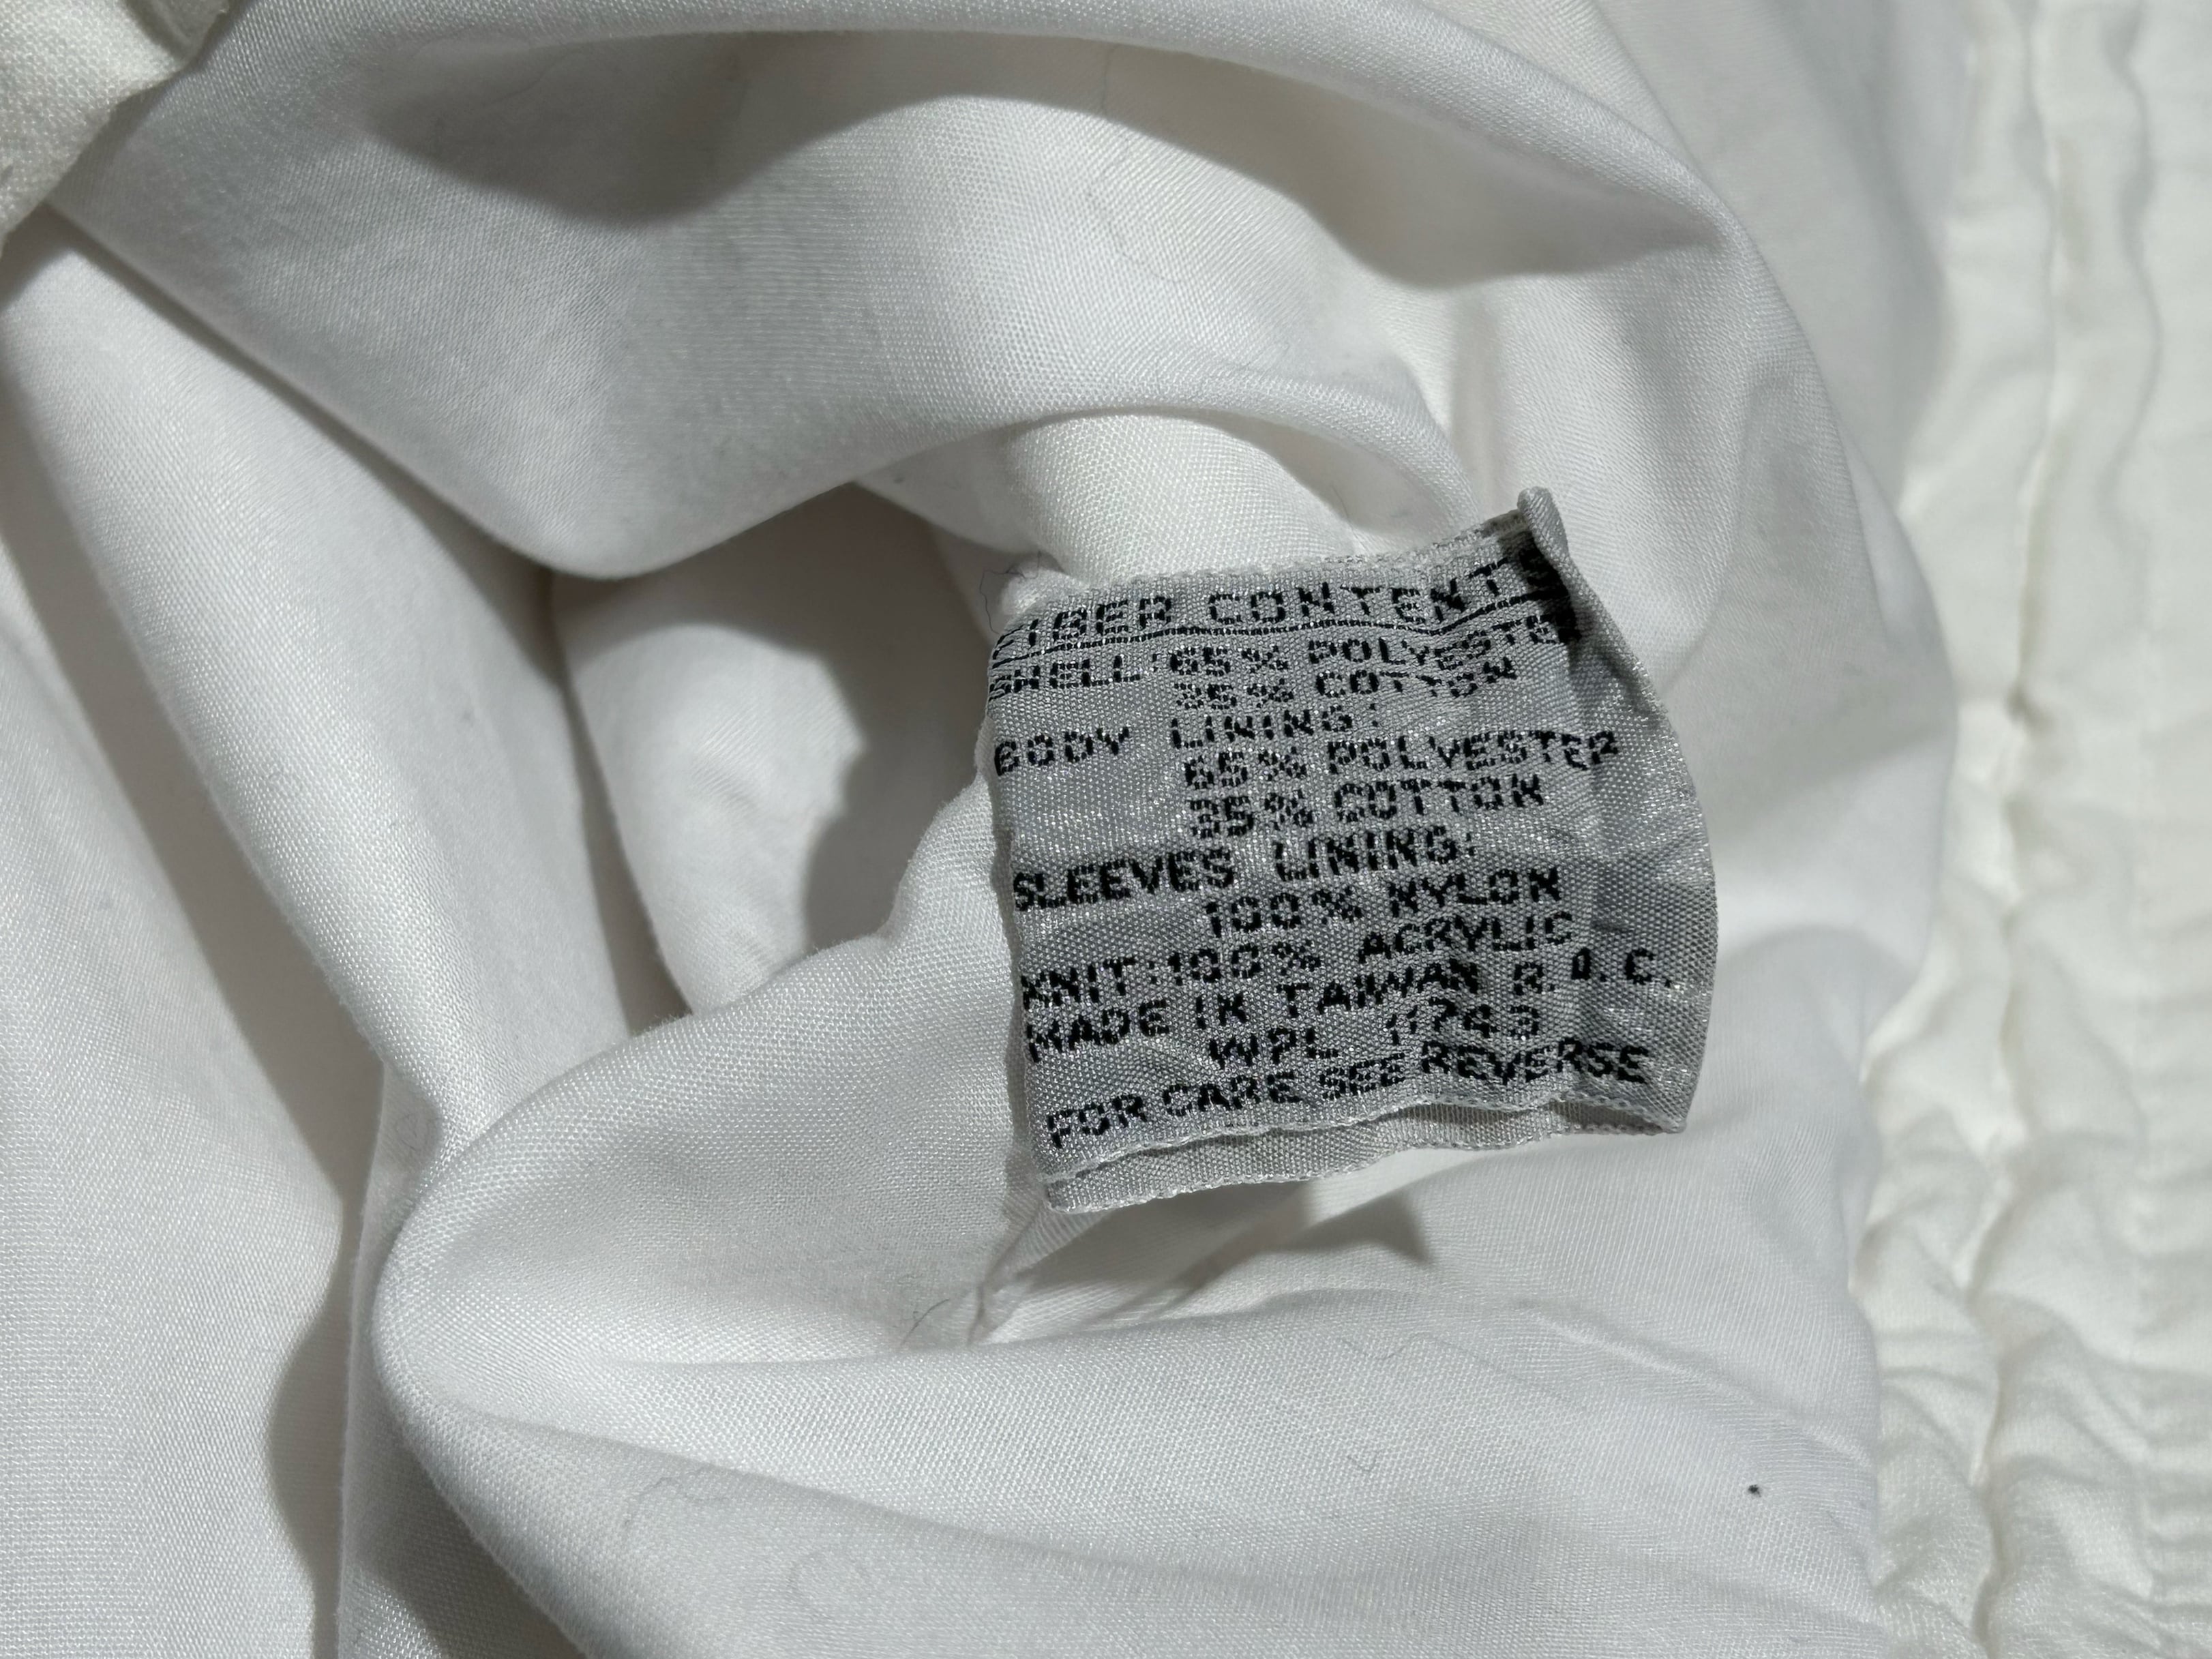 FIBER CONTENTS
SHELL: 65% POLYESTER
35% COTTON
BODY LINING:
65% POLYESTER
35% COTTON
SLEEVES LINING:
100% NYLON
KNIT: 100% ACRYLIC
MADE IN TAIWAN R.O.C.
WPL 11743
FOR CARE SEE REVERSE